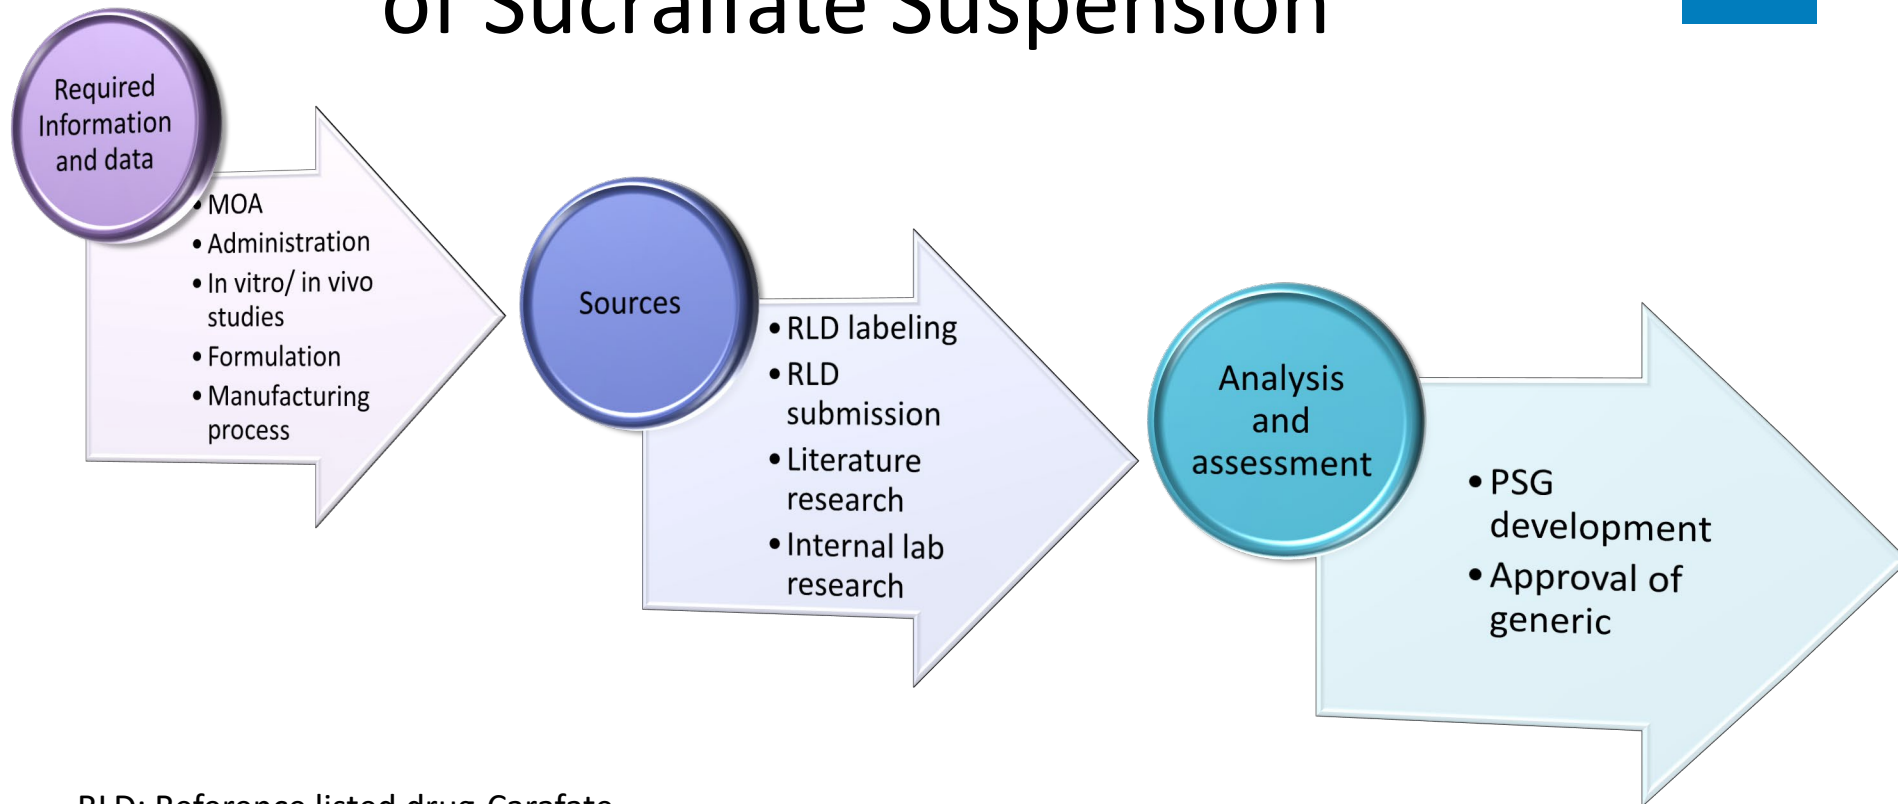 of Sucralfate Suspension
Required
Information
and data
• MOA
• Administration
• In vitro/ in vivo
studies
• Formulation
• Manufacturing
process
Sources
• RLD labeling
• RLD
submission
• Literature
research
• Internal lab
research
Analysis
and
assessment
• PSG
development
• Approval of
generic
RLD: Reference listed drug-Carafate